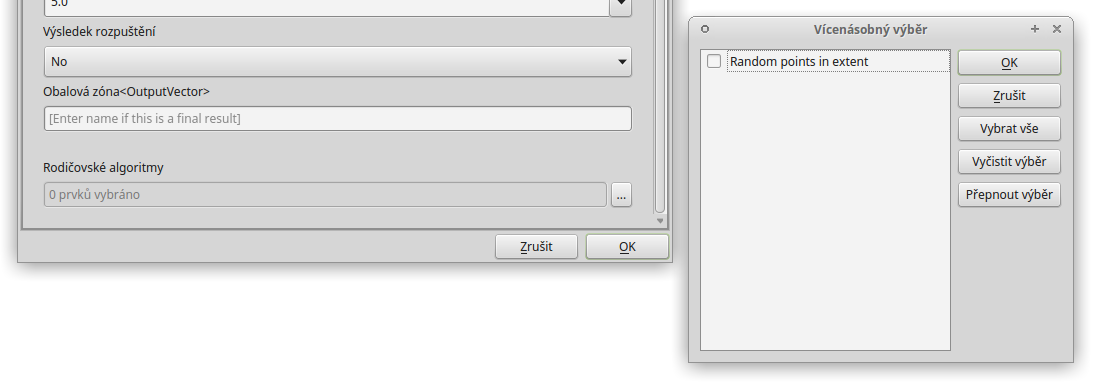 5.0
Výsledek rozpuštění
No
Obalová zóna<OutputVector>
[Enter name if this is a final result]
Rodičovské algoritmy
0 prvků vybráno
...
Zrušit
OK
Vícenásobný výběr
Random points in extent
OK
Zrušit
Vybrat vše
Vyčistit výběr
Přepnout výběr